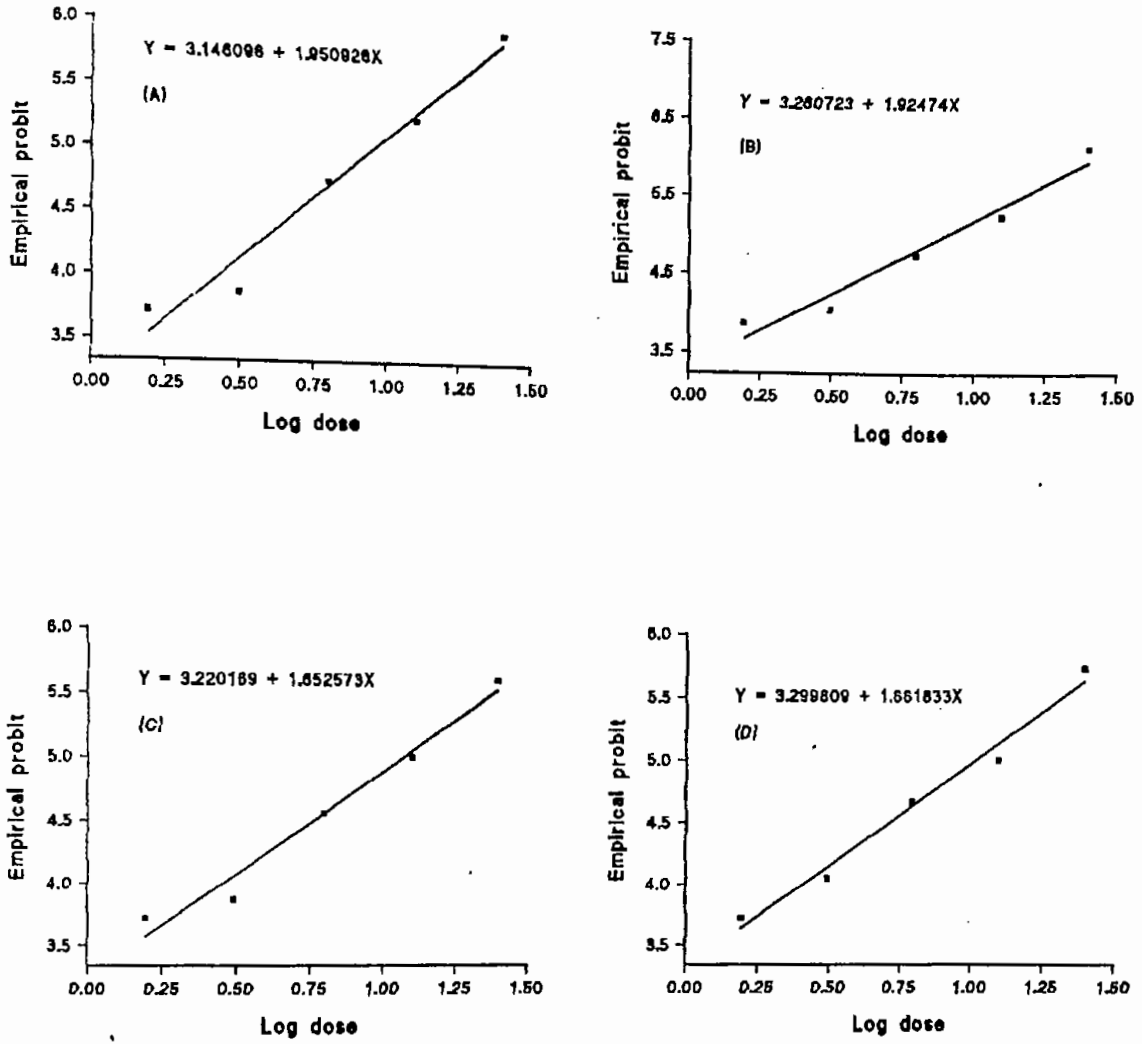 Y = 3.146096 + 1.950926X
(A)
6.0
5.5
5.0
4.5
4.0
3.5
Empirical probit
0.00 0.25 0.50 0.75 1.00 1.25 1.50
Log dose
Y = 3.260723 + 1.92474X
(B)
7.5
6.5
5.5
4.5
3.5
Empirical probit
0.00 0.25 0.50 0.75 1.00 1.25 1.50
Log dose
Y = 3.220169 + 1.652573X
(C)
6.0
5.5
5.0
4.5
4.0
3.5
Empirical probit
0.00 0.25 0.50 0.75 1.00 1.25 1.50
Log dose
Y = 3.299809 + 1.661833X
(D)
6.0
5.5
5.0
4.5
4.0
3.5
Empirical probit
0.00 0.25 0.50 0.75 1.00 1.25 1.50
Log dose